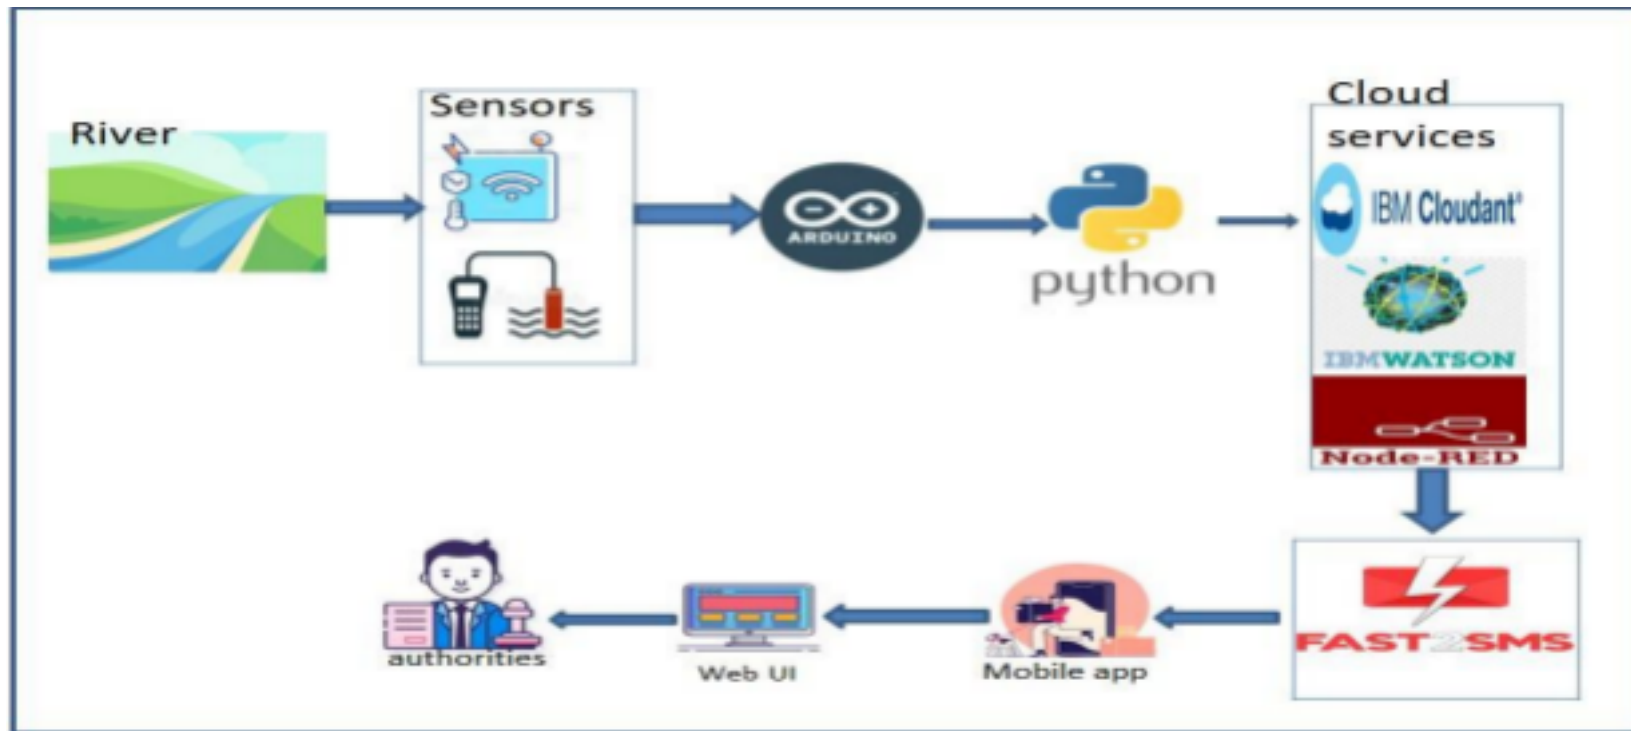 River
Sensors
ARDUINO
python
Cloud
services
IBM Cloudant®
IBMWATSON
Node-RED
FAST2SMS
Mobile app
Web UI
authorities